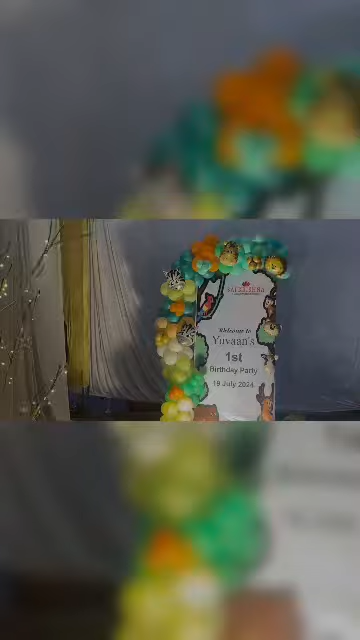 Welcome to
Yuvaan's
1st
Birthday Party
19 July 2024